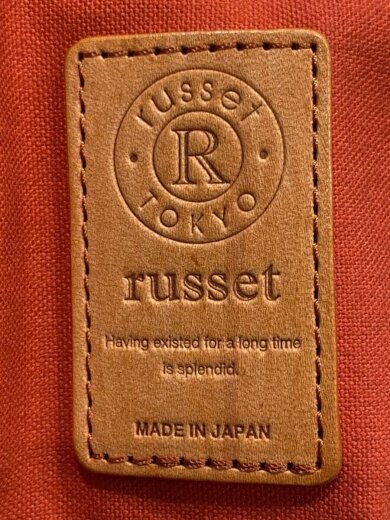 russet
R
TOKYO
russet
Having existed for a long time
is splendid.
MADE IN JAPAN